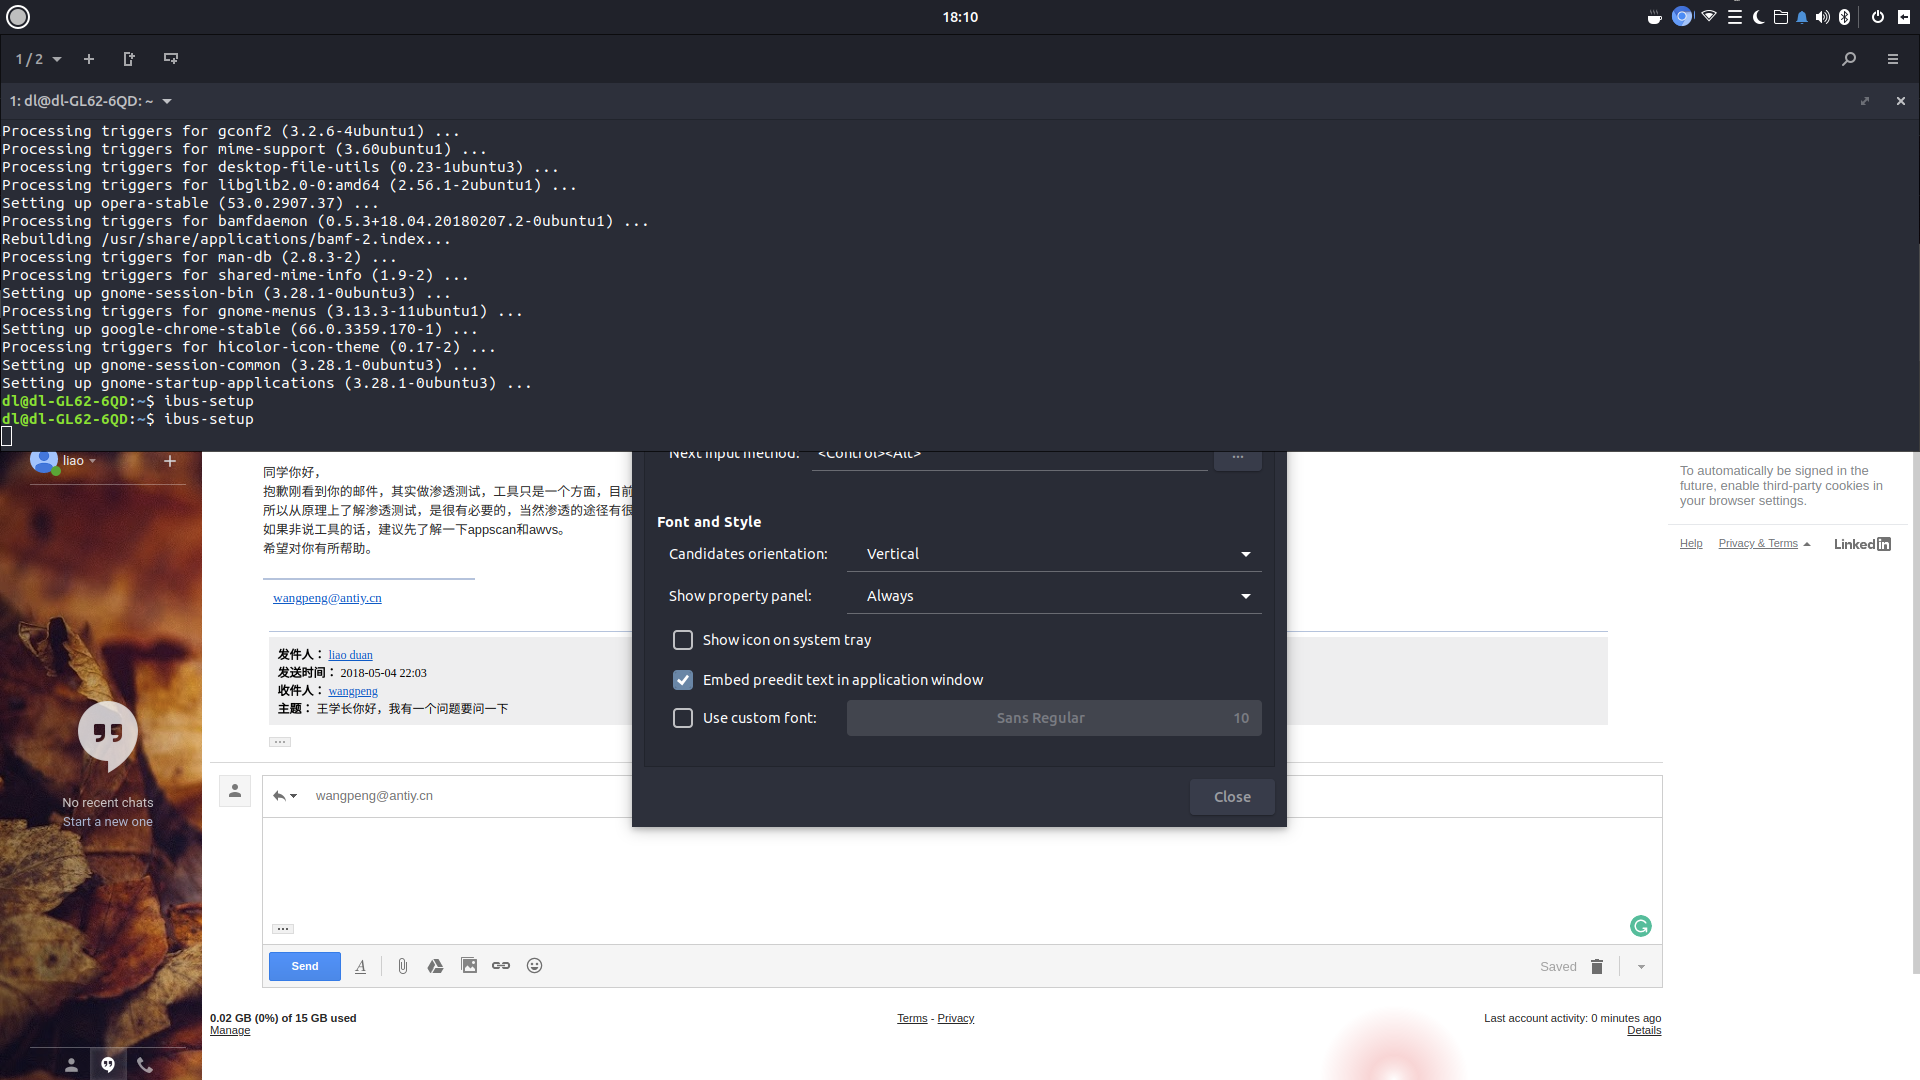 18:10
1 / 2
1: dl@dl-GL62-6QD: ~
Processing triggers for gconf2 (3.2.6-4ubuntu1) ...
Processing triggers for mime-support (3.60ubuntu1) ...
Processing triggers for desktop-file-utils (0.23-1ubuntu3) ...
Processing triggers for libglib2.0-0:amd64 (2.56.1-2ubuntu1) ...
Setting up opera-stable (53.0.2907.37) ...
Processing triggers for bamfdaemon (0.5.3+18.04.20180207.2-0ubuntu1) ...
Rebuilding /usr/share/applications/bamf-2.index...
Processing triggers for man-db (2.8.3-2) ...
Processing triggers for shared-mime-info (1.9-2) ...
Setting up gnome-session-bin (3.28.1-0ubuntu3) ...
Processing triggers for gnome-menus (3.13.3-11ubuntu1) ...
Setting up google-chrome-stable (66.0.3359.170-1) ...
Processing triggers for hicolor-icon-theme (0.17-2) ...
Setting up gnome-session-common (3.28.1-0ubuntu3) ...
Setting up gnome-startup-applications (3.28.1-0ubuntu3) ...
dl@dl-GL62-6QD:~$ ibus-setup
dl@dl-GL62-6QD:~$ ibus-setup
liao
No recent chats
Start a new one
同学你好，
抱歉刚看到你的邮件，其实做渗透测试，工具只是一个方面，目前
所以从原理上了解渗透测试，是很有必要的，当然渗透的途径有很
如果非说工具的话，建议先了解一下appscan和awvs。
希望对你有所帮助。
wangpeng@antiy.cn
发件人： liao duan
发送时间： 2018-05-04 22:03
收件人： wangpeng
主题： 王学长你好，我有一个问题要问一下
...
wangpeng@antiy.cn
...
Send
Saved
0.02 GB (0%) of 15 GB used
Manage
Terms - Privacy
Last account activity: 0 minutes ago
Details
Next input method: <Control><Alt>
...
Font and Style
Candidates orientation: Vertical
Show property panel: Always
Show icon on system tray
Embed preedit text in application window
Use custom font: Sans Regular 10
Close
To automatically be signed in the
future, enable third-party cookies in
your browser settings.
Help Privacy & Terms LinkedIn